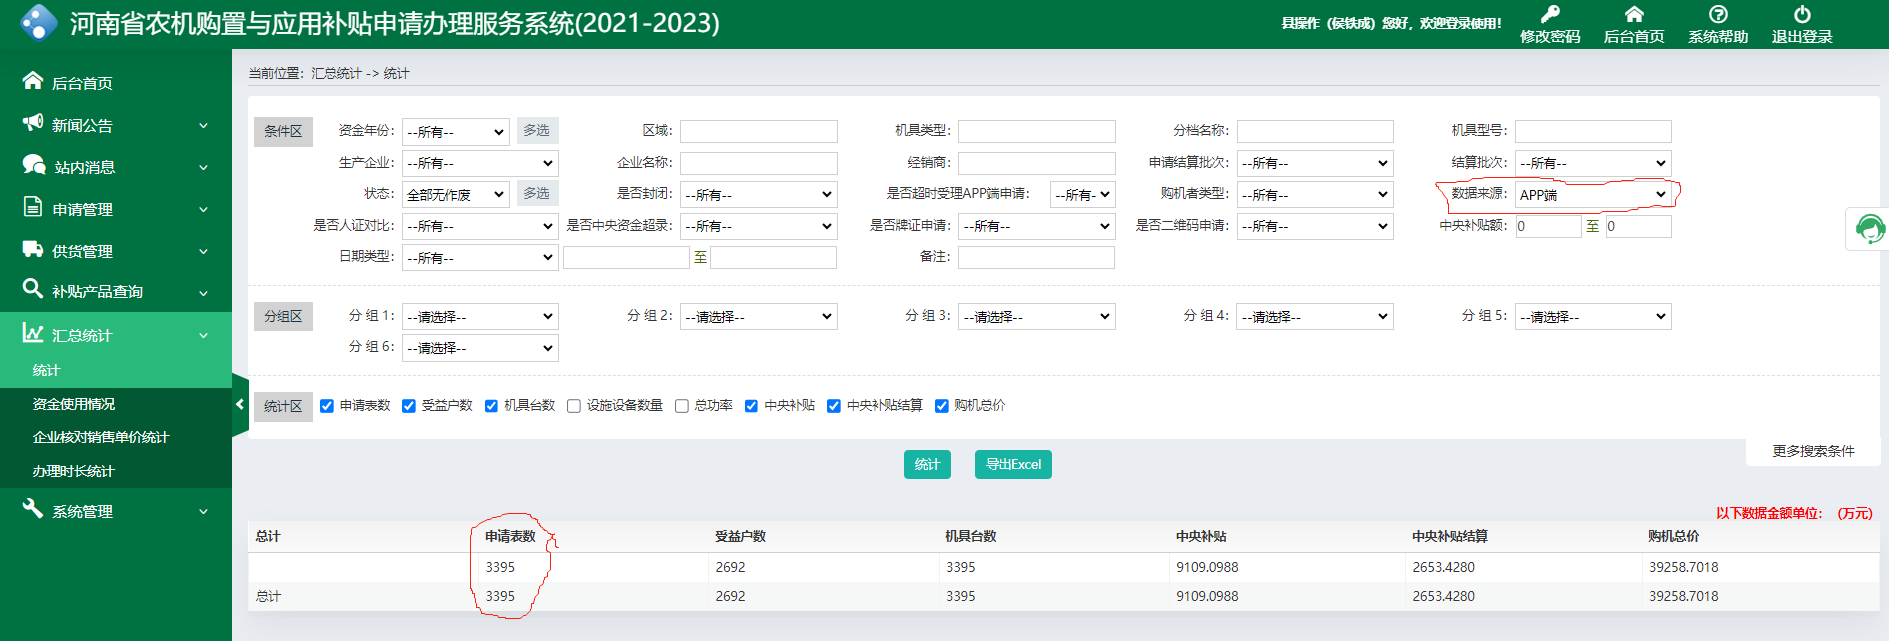 河南省农机购置与应用补贴申请办理服务系统(2021-2023)
县操作（侯铁成）您好，欢迎登录使用！
修改密码 后台首页 系统帮助 退出登录
后台首页
新闻公告
站内消息
申请管理
供货管理
补贴产品查询
汇总统计
统计
资金使用情况
企业核对销售单价统计
办理时长统计
系统管理
当前位置：汇总统计 -> 统计
条件区 资金年份： --所有-- 多选 区域： 机具类型： 分档名称： 机具型号：
生产企业： --所有-- 企业名称： 经销商： 申请结算批次： --所有-- 结算批次： --所有--
状态： 全部无作废 多选 是否封闭： --所有-- 是否超时受理APP端申请： --所有- 购机者类型： --所有-- 数据来源： APP端
是否人证对比： --所有-- 是否中央资金超录： --所有-- 是否牌证申请： --所有-- 是否二维码申请： --所有-- 中央补贴额： 0 至 0
日期类型： --所有-- 至 备注：
分组区 分 组 1： --请选择-- 分 组 2： --请选择-- 分 组 3： --请选择-- 分 组 4： --请选择-- 分 组 5： --请选择--
分 组 6： --请选择--
统计区 申请表数 受益户数 机具台数 设施设备数量 总功率 中央补贴 中央补贴结算 购机总价
更多搜索条件
统计 导出Excel
以下数据金额单位：（万元）
总计 申请表数 受益户数 机具台数 中央补贴 中央补贴结算 购机总价
3395 2692 3395 9109.0988 2653.4280 39258.7018
总计 3395 2692 3395 9109.0988 2653.4280 39258.7018